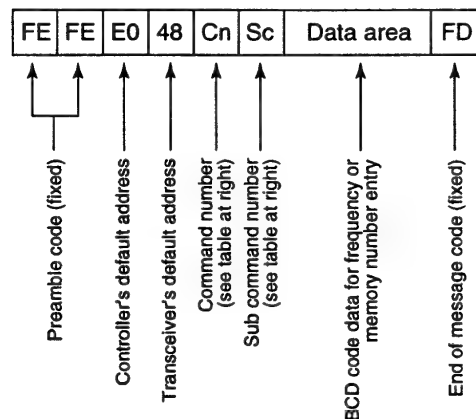 FE FE E0 48 Cn Sc Data area FD
Preamble code (fixed)
Controller's default address
Transceiver's default address
Command number
(see table at right)
Sub command number
(see table at right)
BCD code data for frequency or
memory number entry
End of message code (fixed)